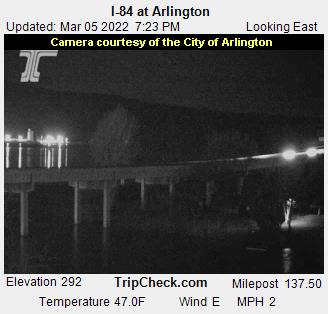 I-84 at Arlington
Updated: Mar 05 2022 7:23 PM Looking East
Camera courtesy of the City of Arlington
Elevation 292 TripCheck.com Milepost 137.50
Temperature 47.0F Wind E MPH 2